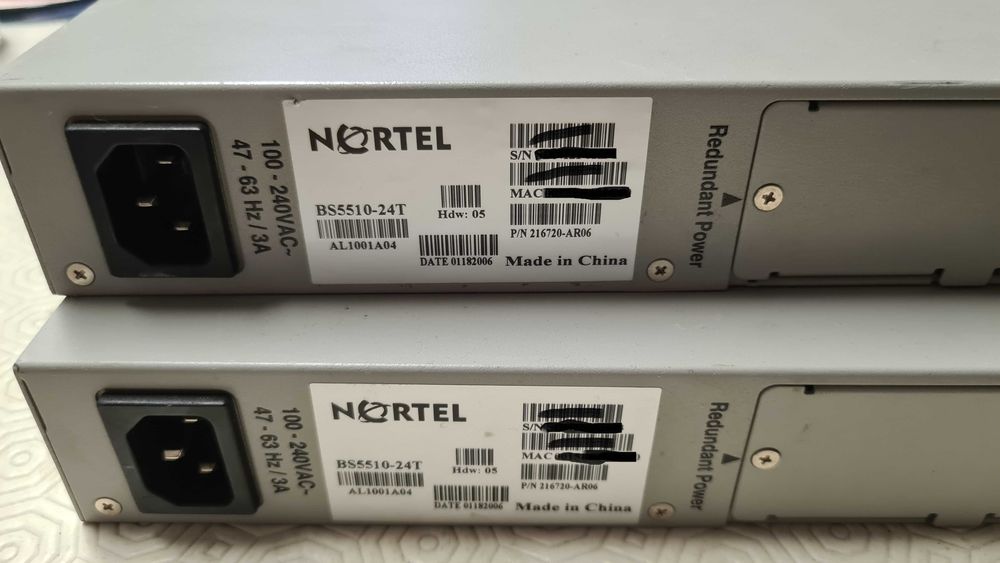 100 - 240VAC~
47 - 63 Hz / 3A
NORTEL
BS5510-24T
AL1001A04
Hdw: 05
DATE 01182006
S/N
MAC
P/N 216720-AR06
Made in China
Redundant Power
100 - 240VAC~
47 - 63 Hz / 3A
NORTEL
BS5510-24T
AL1001A04
Hdw: 05
DATE 01182006
S/N
MAC
P/N 216720-AR06
Made in China
Redundant Power